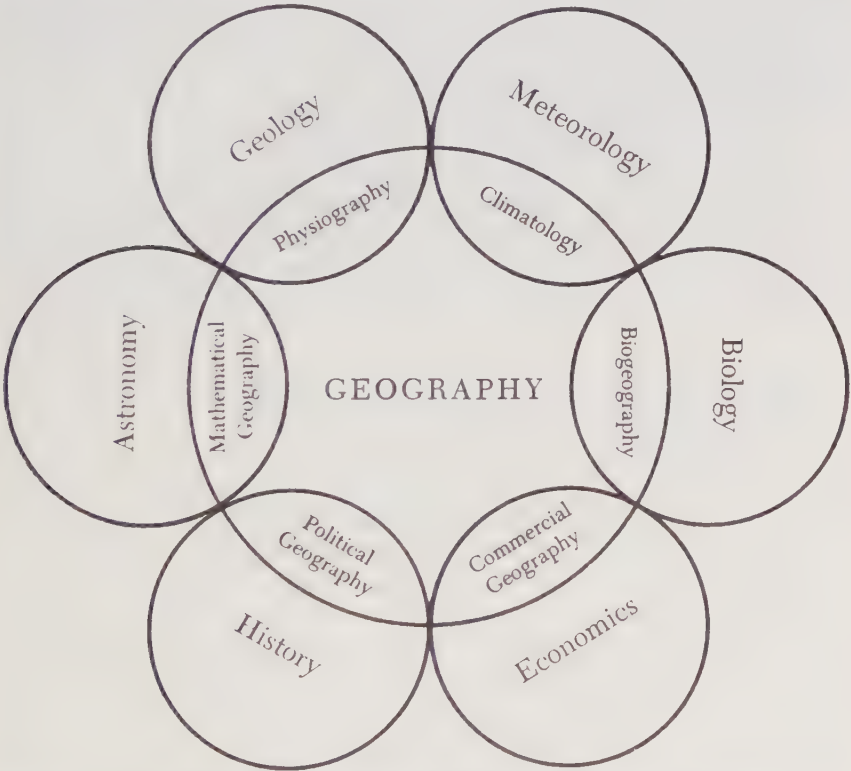 Geology
Meteorology
Physiography
Climatology
Astronomy
Mathematical
Geography
GEOGRAPHY
Biogeography
Biology
Political
Geography
Commercial
Geography
History
Economics